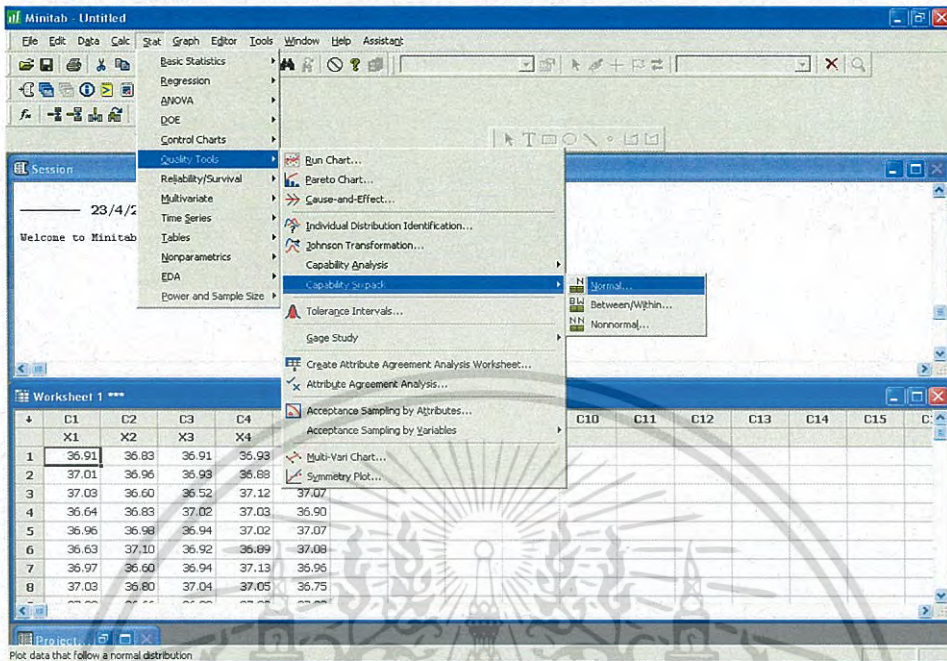 Minitab - Untitled
File Edit Data Calc Stat Graph Editor Tools Window Help Assistant
Basic Statistics
Regression
ANOVA
DOE
Control Charts
Quality Tools
Reliability/Survival
Multivariate
Time Series
Tables
Nonparametrics
EDA
Power and Sample Size
Run Chart...
Pareto Chart...
Cause-and-Effect...
Individual Distribution Identification...
Johnson Transformation...
Capability Analysis
Capability Sixpack
Tolerance Intervals...
Gage Study
Create Attribute Agreement Analysis Worksheet...
Attribute Agreement Analysis...
Acceptance Sampling by Attributes...
Acceptance Sampling by Variables
Multi-Vari Chart...
Symmetry Plot...
Normal...
Between/Within...
Nonnormal...
Session
23/4/2
Welcome to Minitab
Worksheet 1 ***
C1 C2 C3 C4 C10 C11 C12 C13 C14 C15
X1 X2 X3 X4
1 36.91 36.83 36.91 36.93
2 37.01 36.96 36.93 36.88
3 37.03 36.60 36.52 37.12 37.07
4 36.64 36.83 37.02 37.03 36.90
5 36.96 36.98 36.94 37.02 37.07
6 36.63 37.10 36.92 36.89 37.08
7 36.97 36.60 36.94 37.13 36.96
8 37.03 36.80 37.04 37.05 36.75
Project...
Plot data that follow a normal distribution